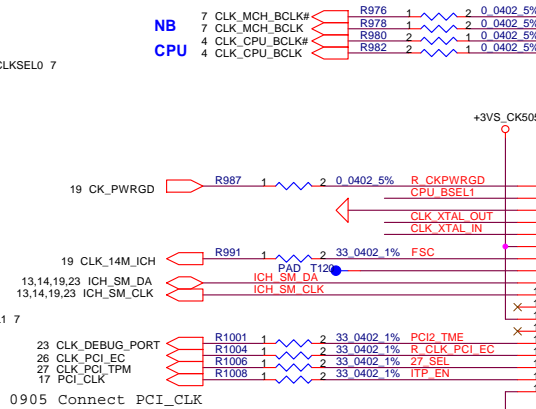 7 CLK_MCH_BCLK# R976 1 2 0_0402_5%
NB 7 CLK_MCH_BCLK R978 1 2 0_0402_5%
4 CLK_CPU_BCLK# R980 2 1 0_0402_5%
CPU 4 CLK_CPU_BCLK R982 2 1 0_0402_5%
CLKSEL0 7
+3VS_CK505
19 CK_PWRGD R987 1 2 0_0402_5% R_CKPWRGD
CPU_BSEL1
CLK_XTAL_OUT
CLK_XTAL_IN
19 CLK_14M_ICH R991 1 2 33_0402_1% FSC
PAD T120
13,14,19,23 ICH_SM_DA ICH_SM_DA
13,14,19,23 ICH_SM_CLK ICH_SM_CLK
1 7
23 CLK_DEBUG_PORT R1001 1 2 33_0402_1% PCI2_TME
26 CLK_PCI_EC R1004 1 2 33_0402_1% R_CLK_PCI_EC
27 CLK_PCI_TPM R1006 1 2 33_0402_1% 27_SEL
17 PCI_CLK R1008 1 2 33_0402_1% ITP_EN
0905 Connect PCI_CLK